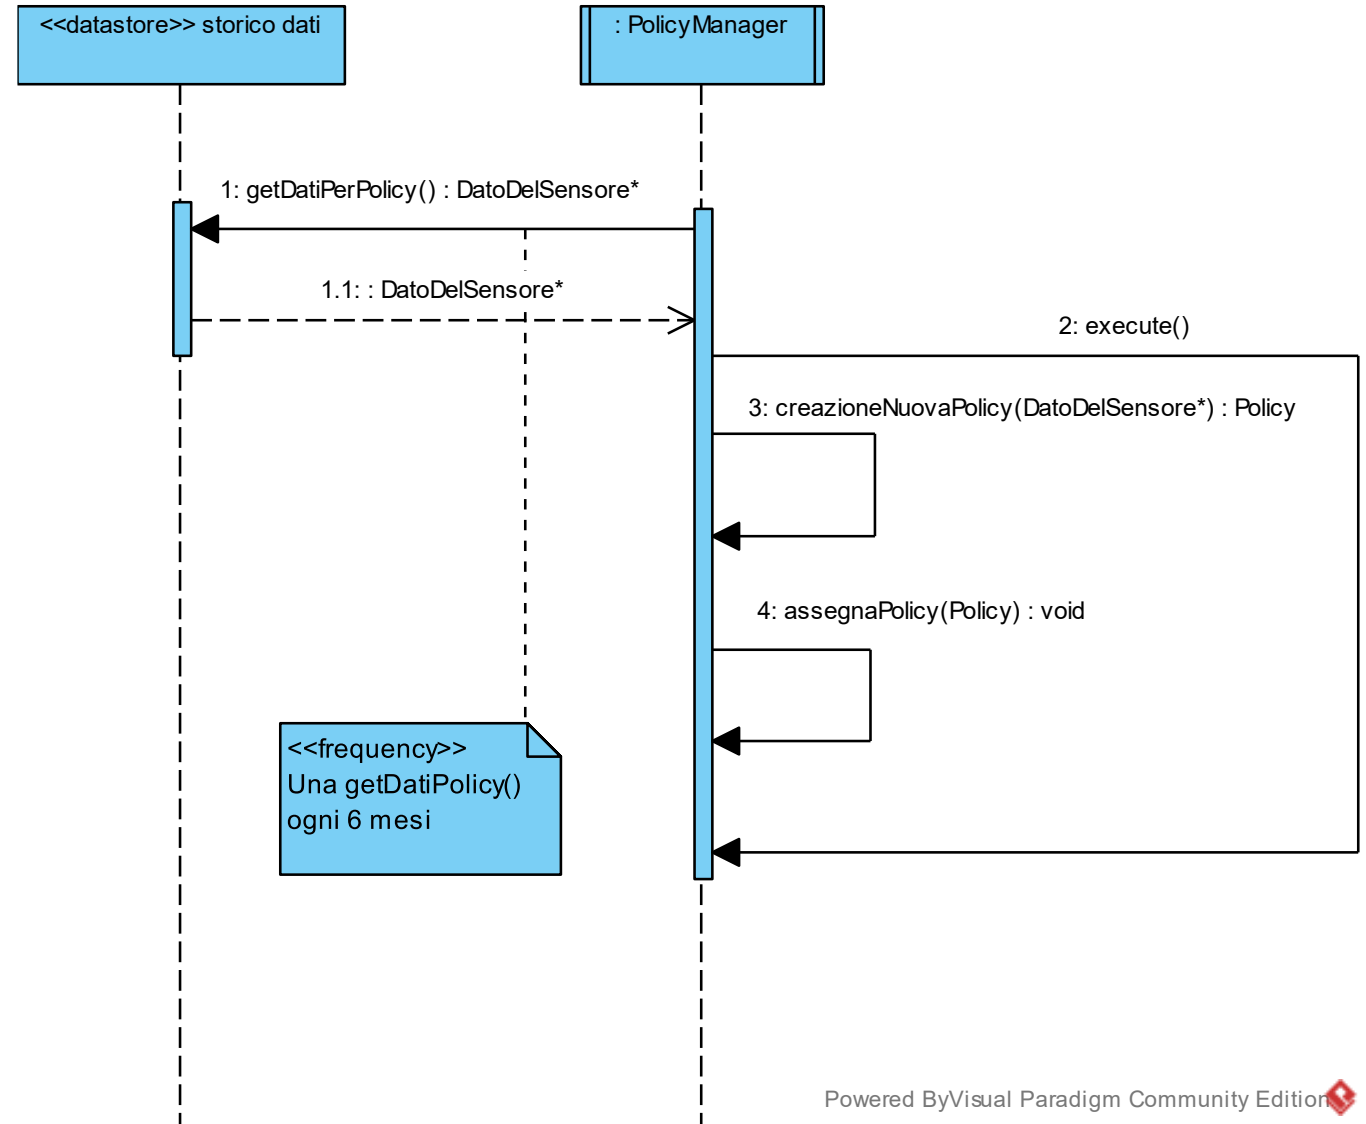 <<datastore>> storico dati
: PolicyManager
1: getDatiPerPolicy() : DatoDelSensore*
1.1: : DatoDelSensore*
2: execute()
3: creazioneNuovaPolicy(DatoDelSensore*) : Policy
4: assegnaPolicy(Policy) : void
<<frequency>>
Una getDatiPolicy()
ogni 6 mesi
Powered ByVisual Paradigm Community Edition